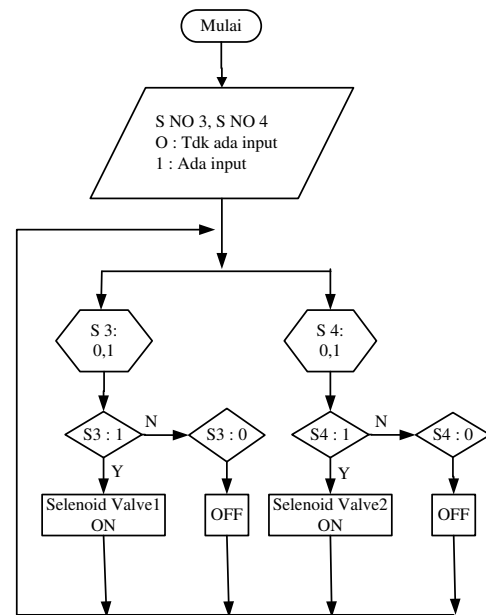 Mulai
S NO 3, S NO 4
O : Tdk ada input
1 : Ada input
S 3:
0,1
S 4:
0,1
S3 : 1
N
S3 : 0
S4 : 1
N
S4 : 0
Y
Y
Selenoid Valve1
ON
OFF
Selenoid Valve2
ON
OFF